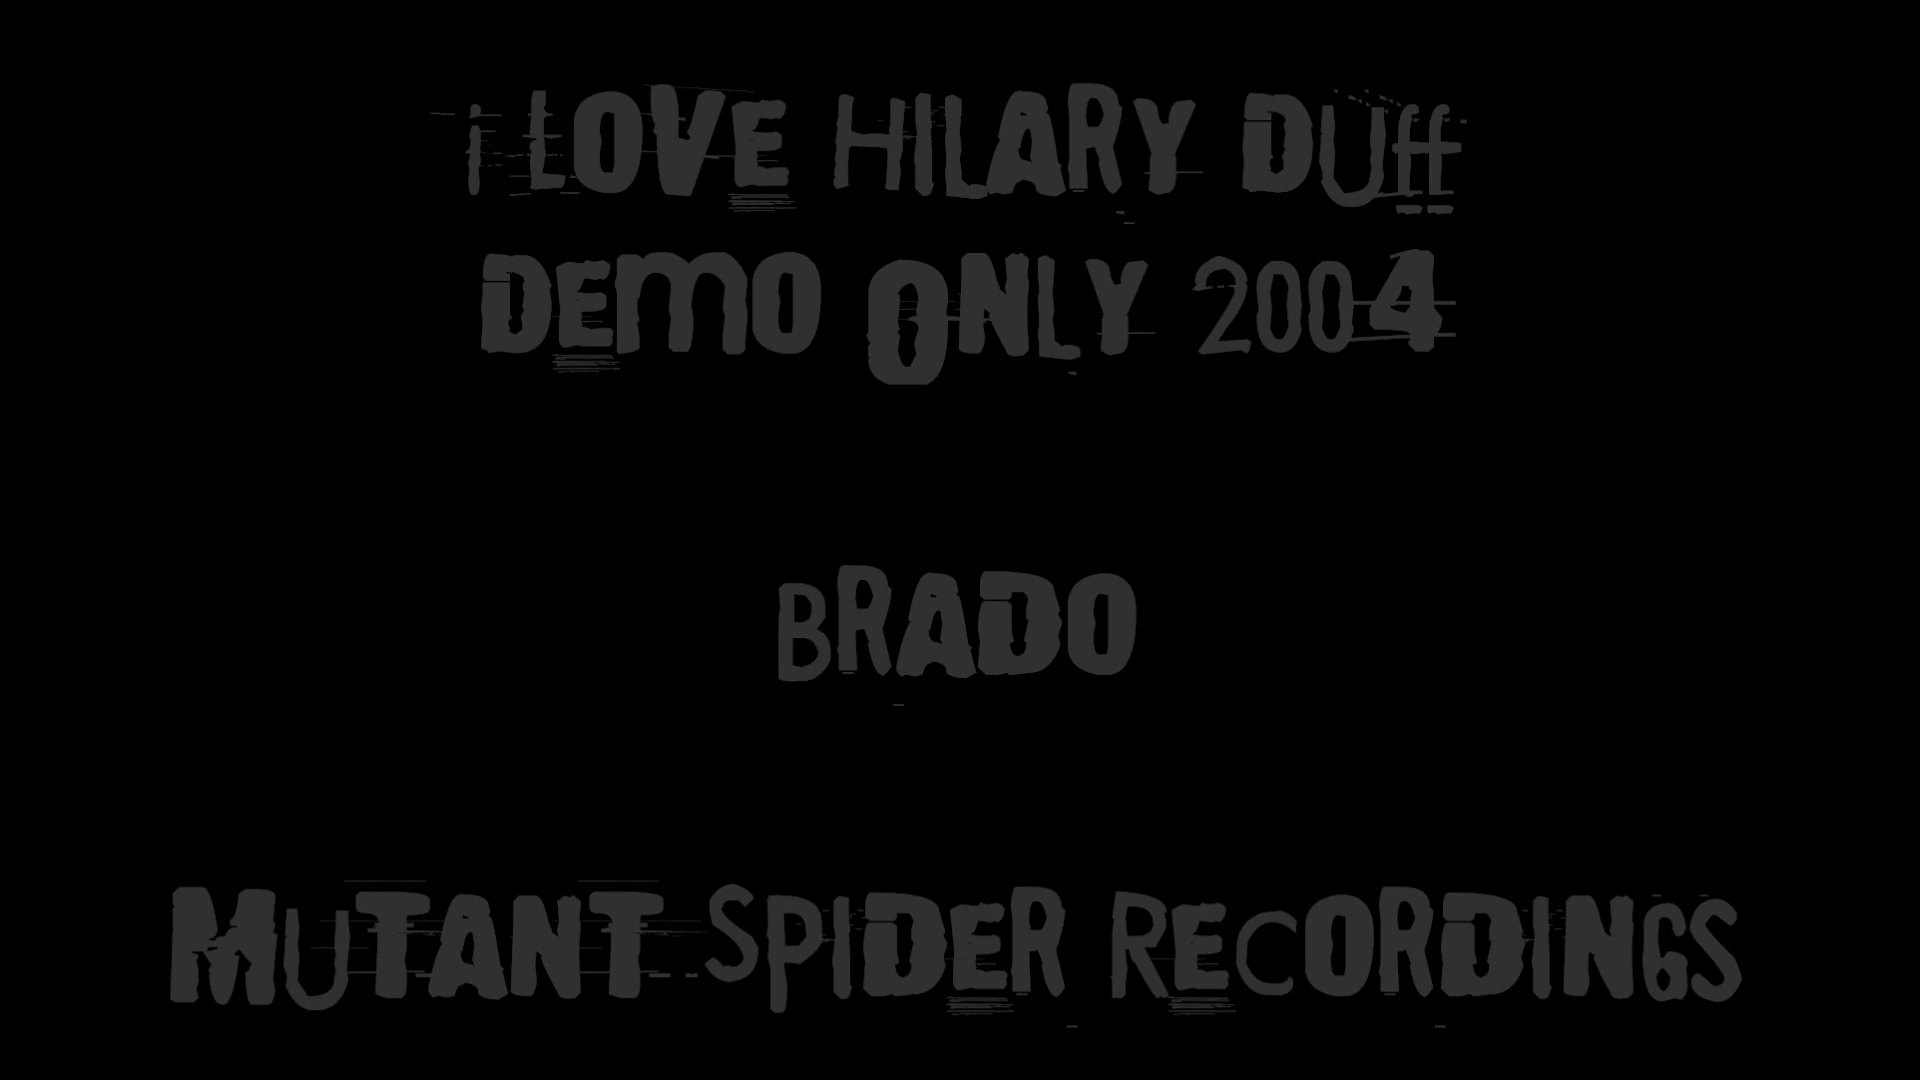 I LOVE HILARY DUff
DEMO ONLY 2004
BRADO
MUTANT SPIDER RECORDINGS